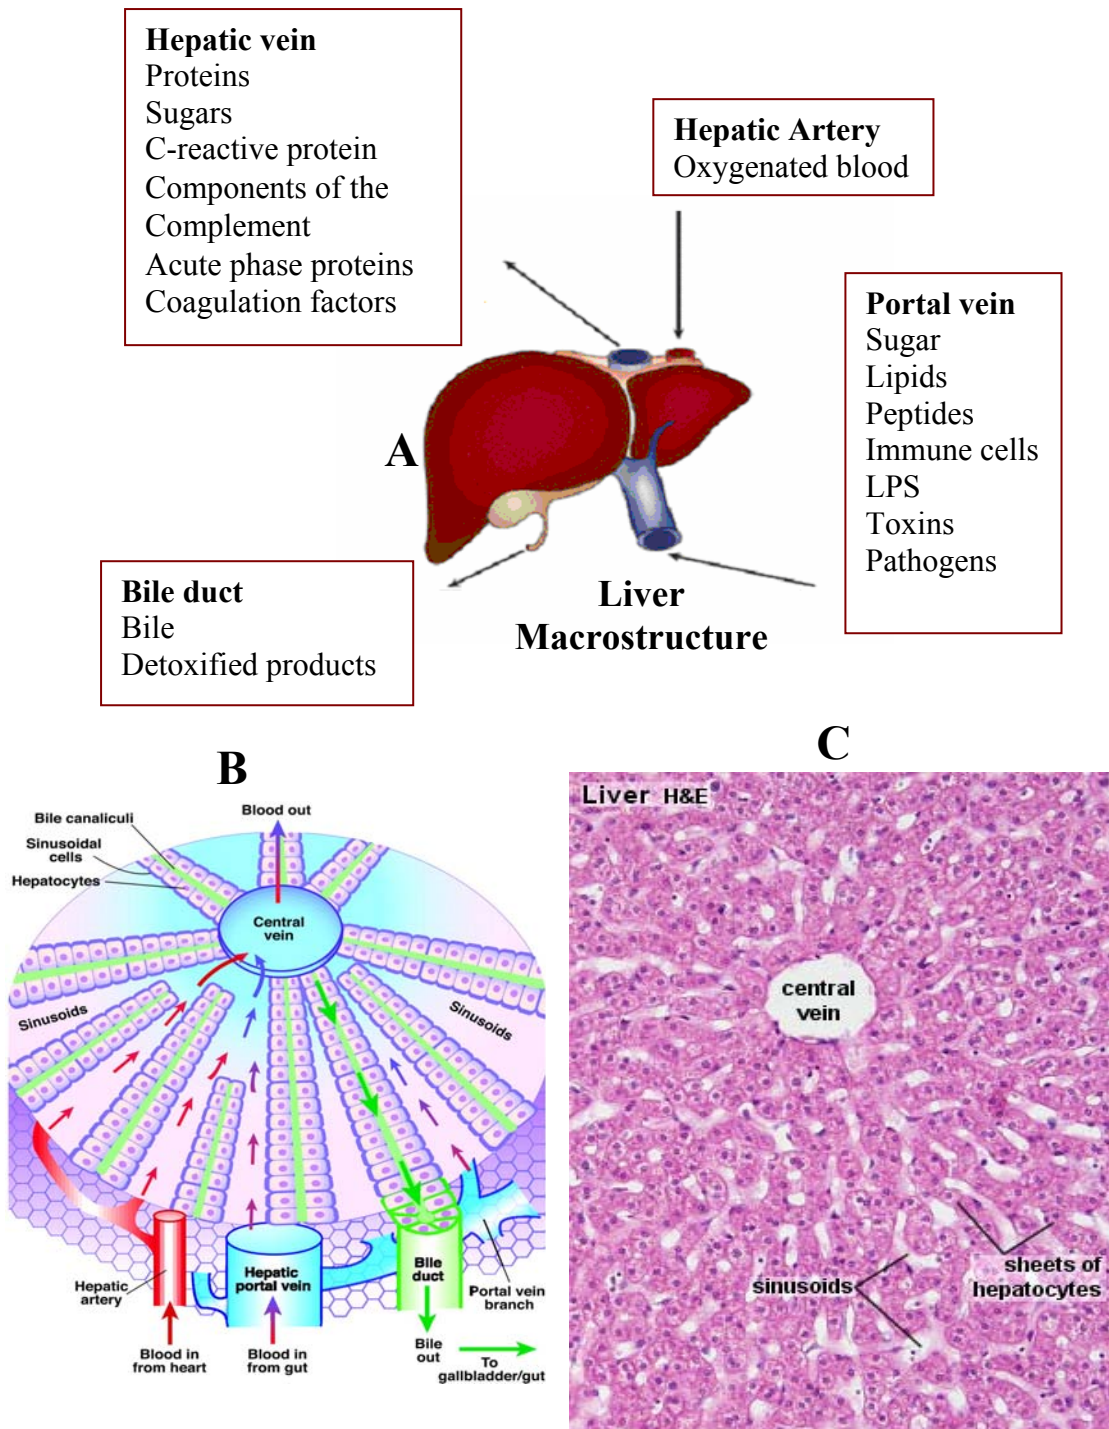 Hepatic vein
Proteins
Sugars
C-reactive protein
Components of the
Complement
Acute phase proteins
Coagulation factors
Hepatic Artery
Oxygenated blood
Portal vein
Sugar
Lipids
Peptides
Immune cells
LPS
Toxins
Pathogens
A
Bile duct
Bile
Detoxified products
Liver
Macrostructure
B
Blood out
Bile canaliculi
Sinusoidal
cells
Hepatocytes
Central
vein
Sinusoids
Sinusoids
Hepatic
artery
Hepatic
portal vein
Bile
duct
Portal vein
branch
Blood in
from heart
Blood in
from gut
Bile
out
To
gallbladder/gut
C
Liver H&E
central
vein
sinusoids
sheets of
hepatocytes